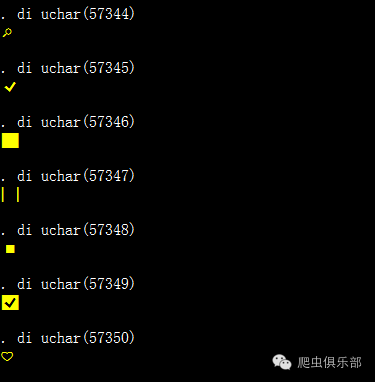 . di uchar(57344)
. di uchar(57345)
✓
. di uchar(57346)
. di uchar(57347)
. di uchar(57348)
■
. di uchar(57349)
☑
. di uchar(57350)
♡
爬虫俱乐部